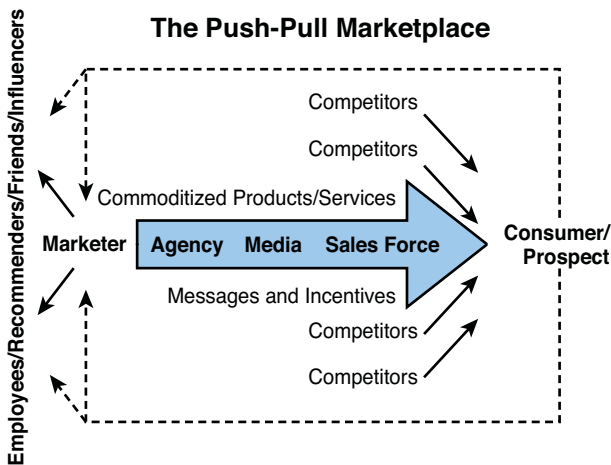 The Push-Pull Marketplace
Employees/Recommenders/Friends/Influencers
Competitors
Competitors
Commoditized Products/Services
Marketer
Agency Media Sales Force
Consumer/
Prospect
Messages and Incentives
Competitors
Competitors